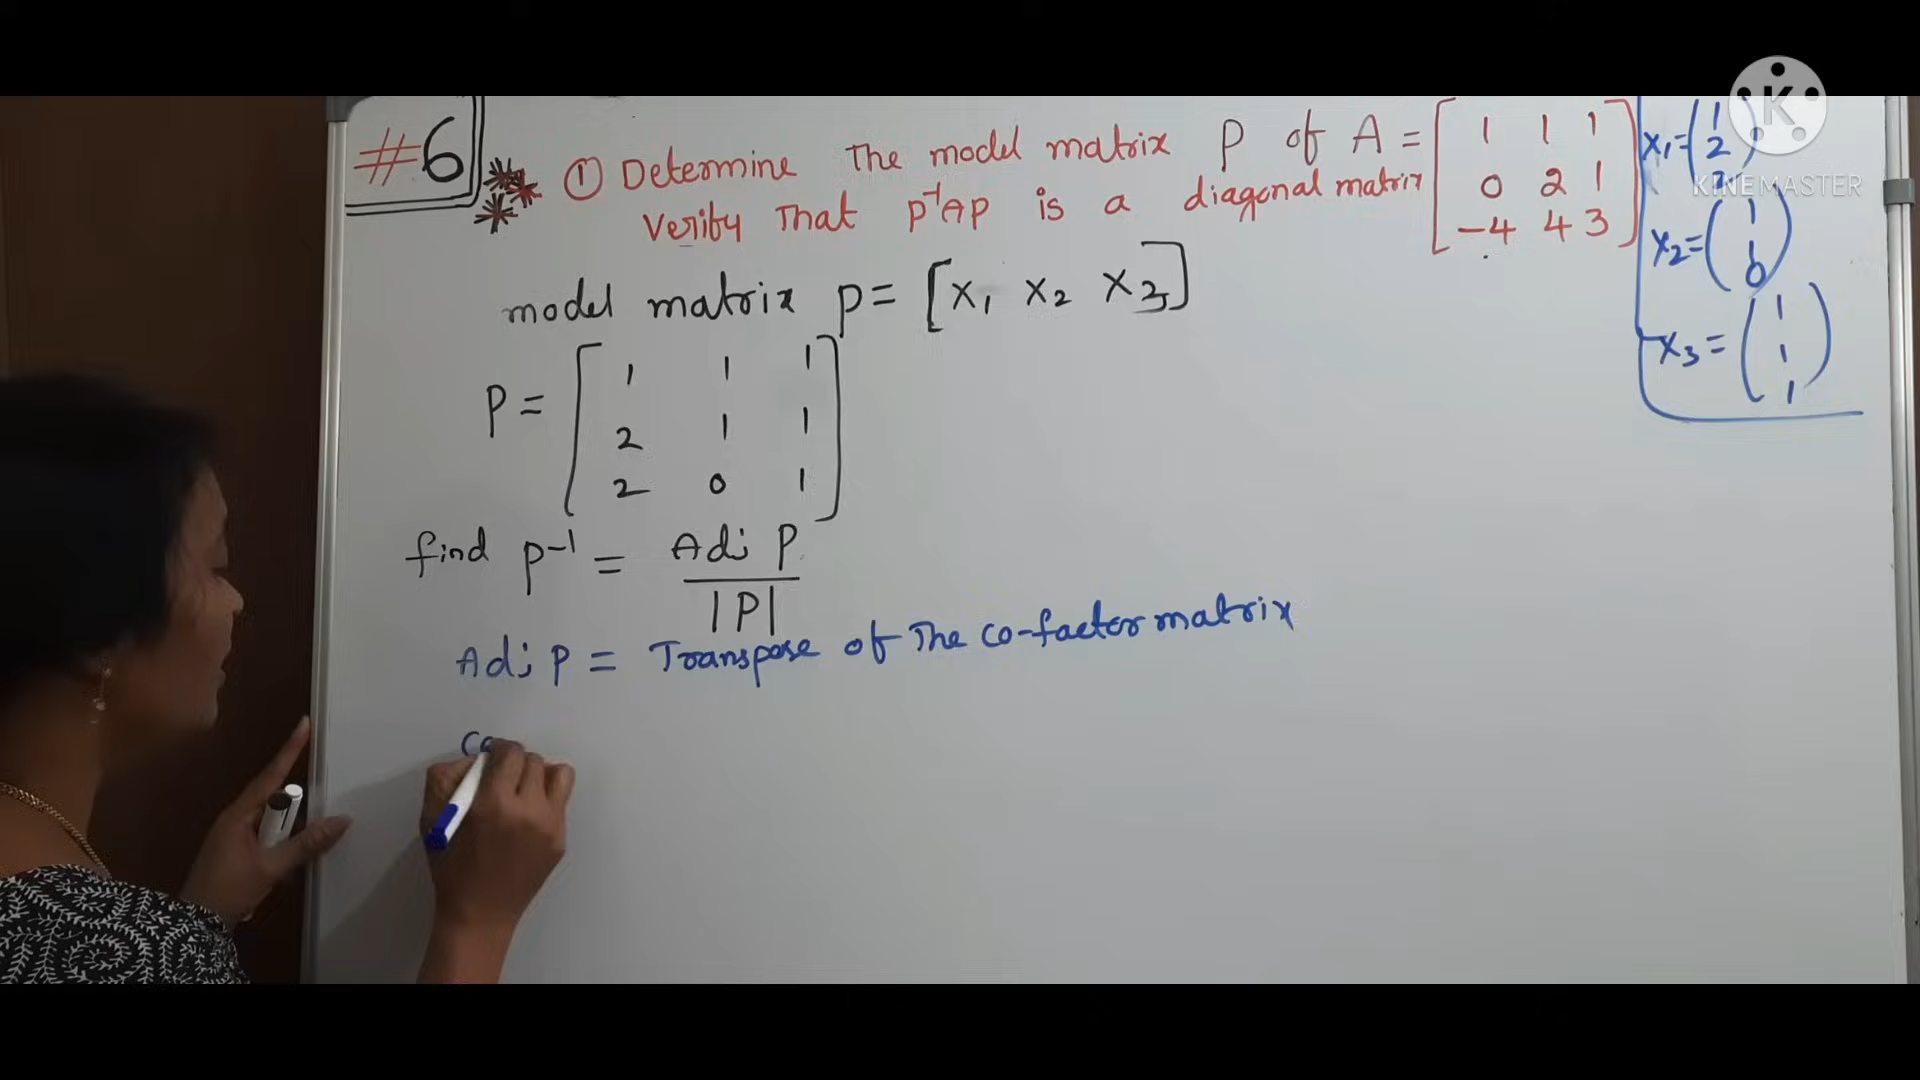 #6
① Determine The model matrix P of A = [1 1 1
0 2 1
-4 4 3]
Verify That p⁻¹AP is a diagonal matrix
model matrix P = [x₁ x₂ x₃]
P = [1 1 1
2 1 1
2 0 1]
find p⁻¹ = Adj P
|P|
Adj P = Transpose of The co-factor matrix
Co
x₁ = (1
2
2)
x₂ = (1
1
0)
x₃ = (1
1
1)
K
KINEMASTER